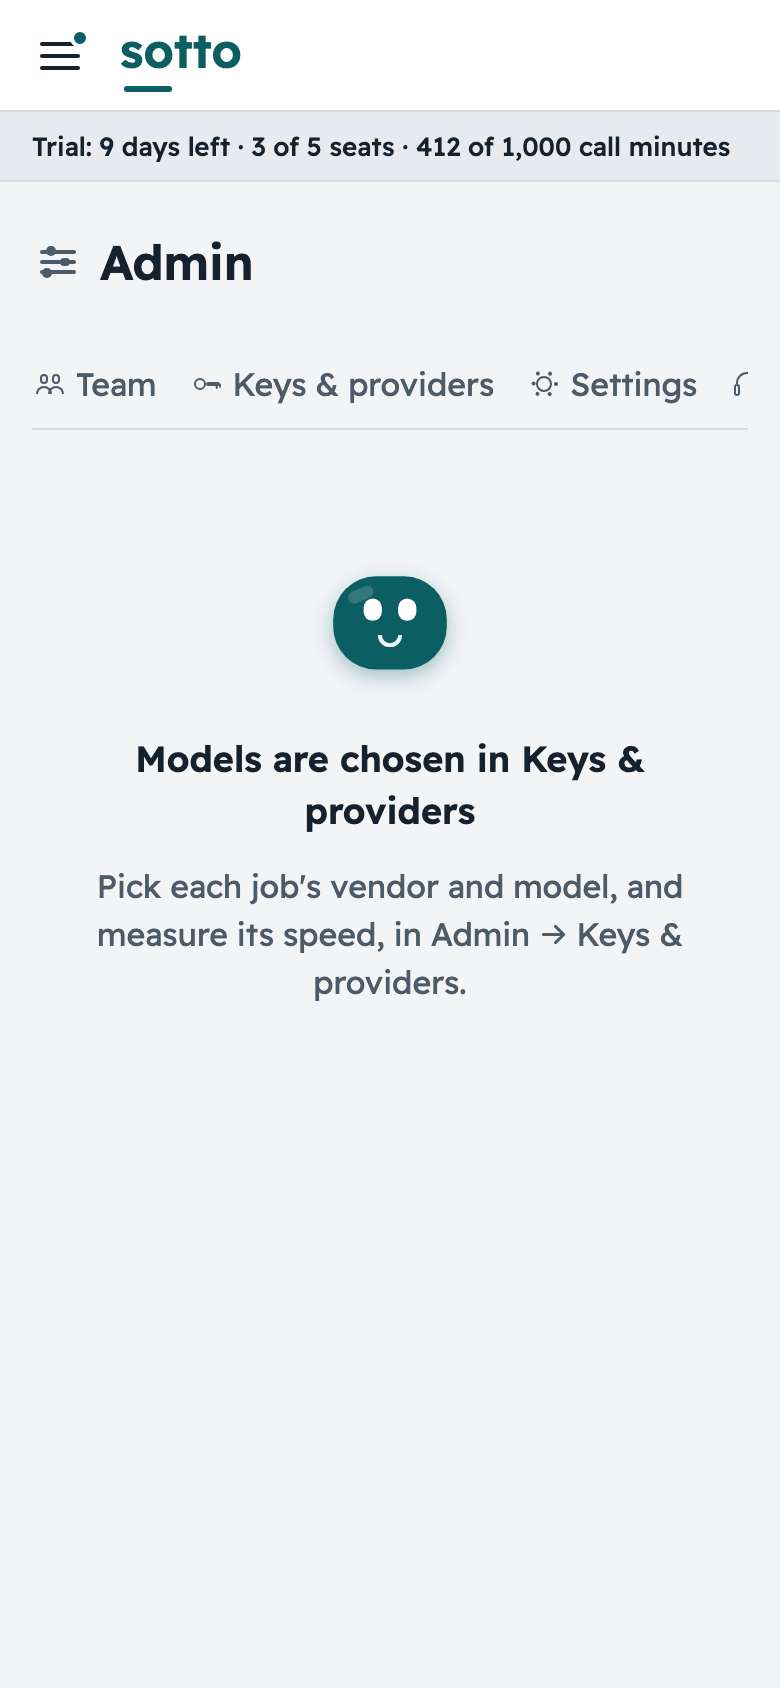 sotto
Trial: 9 days left · 3 of 5 seats · 412 of 1,000 call minutes
Admin
Team Keys & providers Settings
Models are chosen in Keys &
providers
Pick each job's vendor and model, and
measure its speed, in Admin → Keys &
providers.